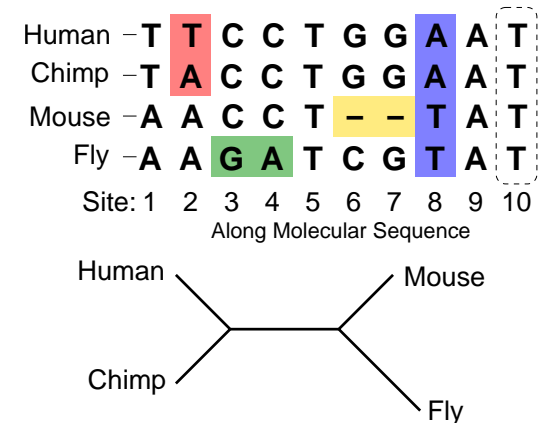 Human – T T C C T G G A A T
Chimp – T A C C T G G A A T
Mouse – A A C C T – – T A T
Fly – A A G A T C G T A T
Site: 1 2 3 4 5 6 7 8 9 10
Along Molecular Sequence
Human Mouse
Chimp
Fly